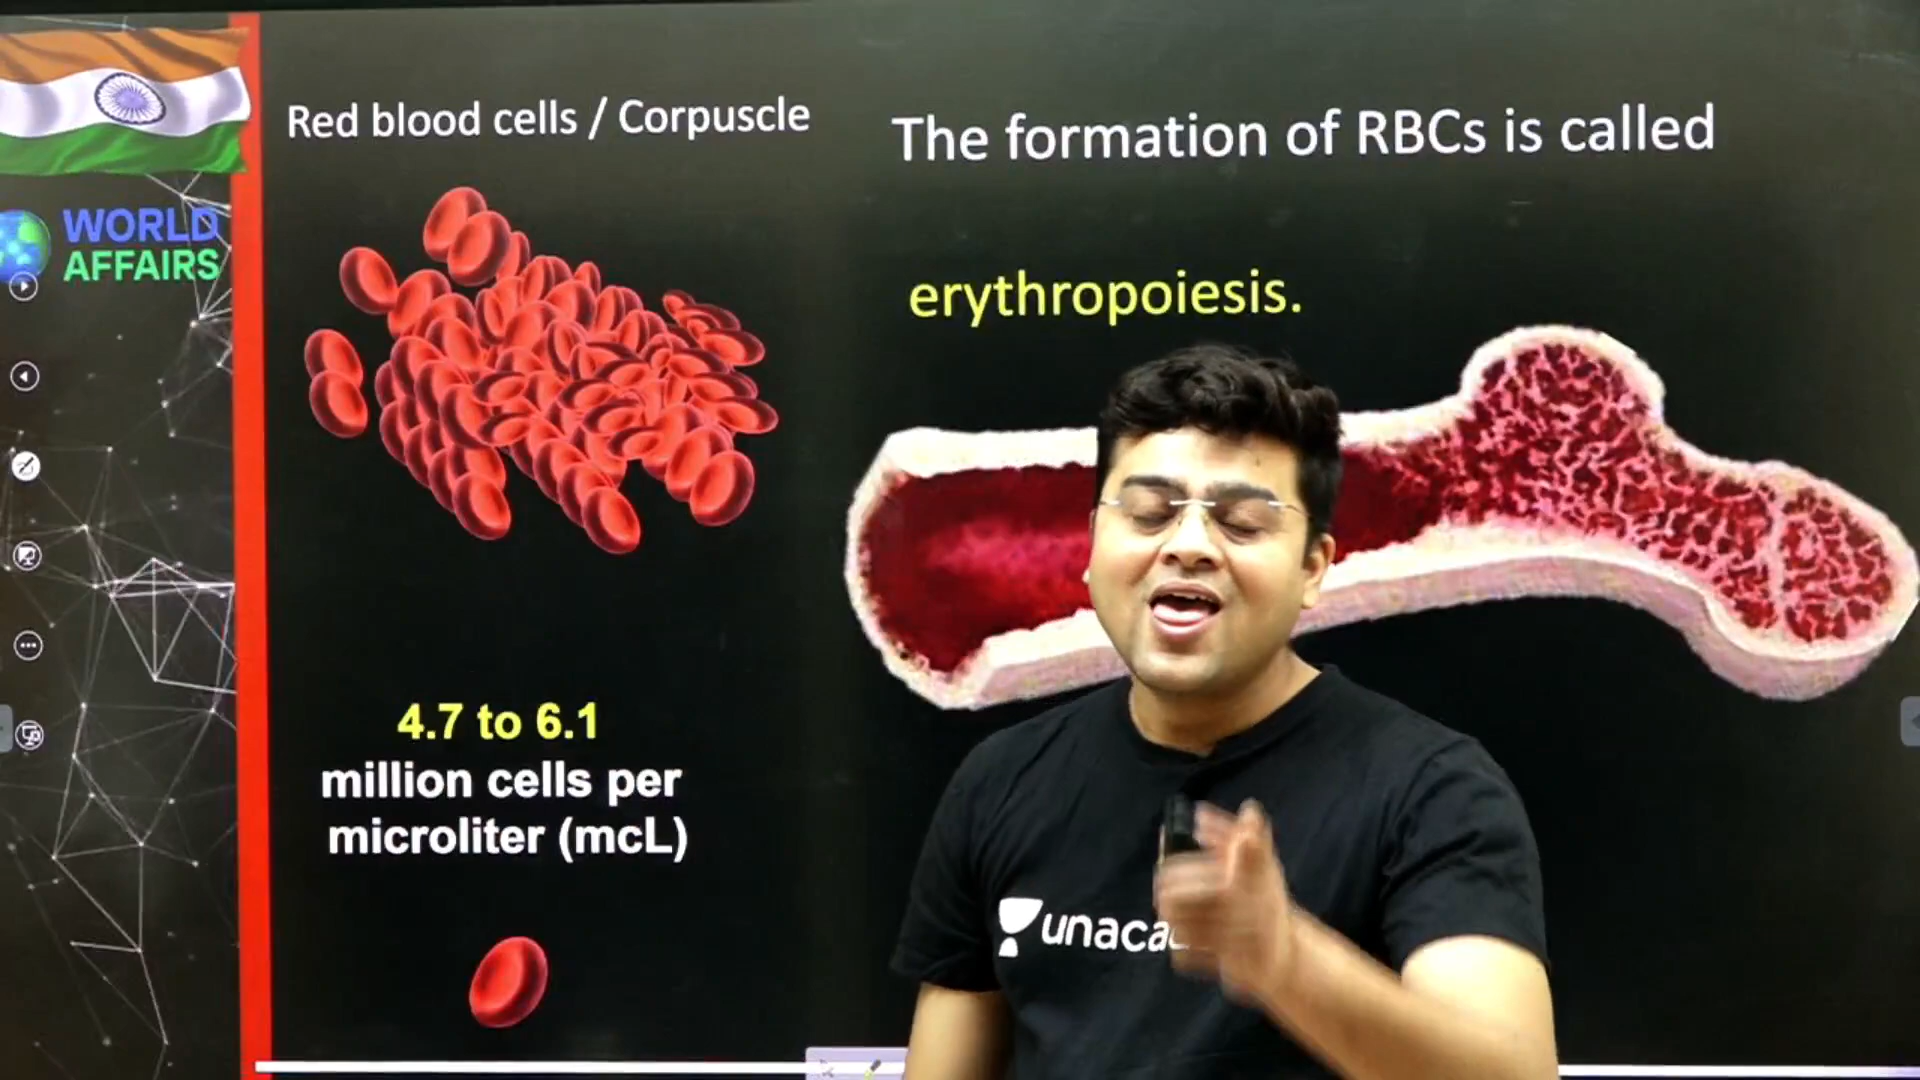 WORLD
AFFAIRS
Red blood cells / Corpuscle
4.7 to 6.1
million cells per
microliter (mcL)
The formation of RBCs is called
erythropoiesis.